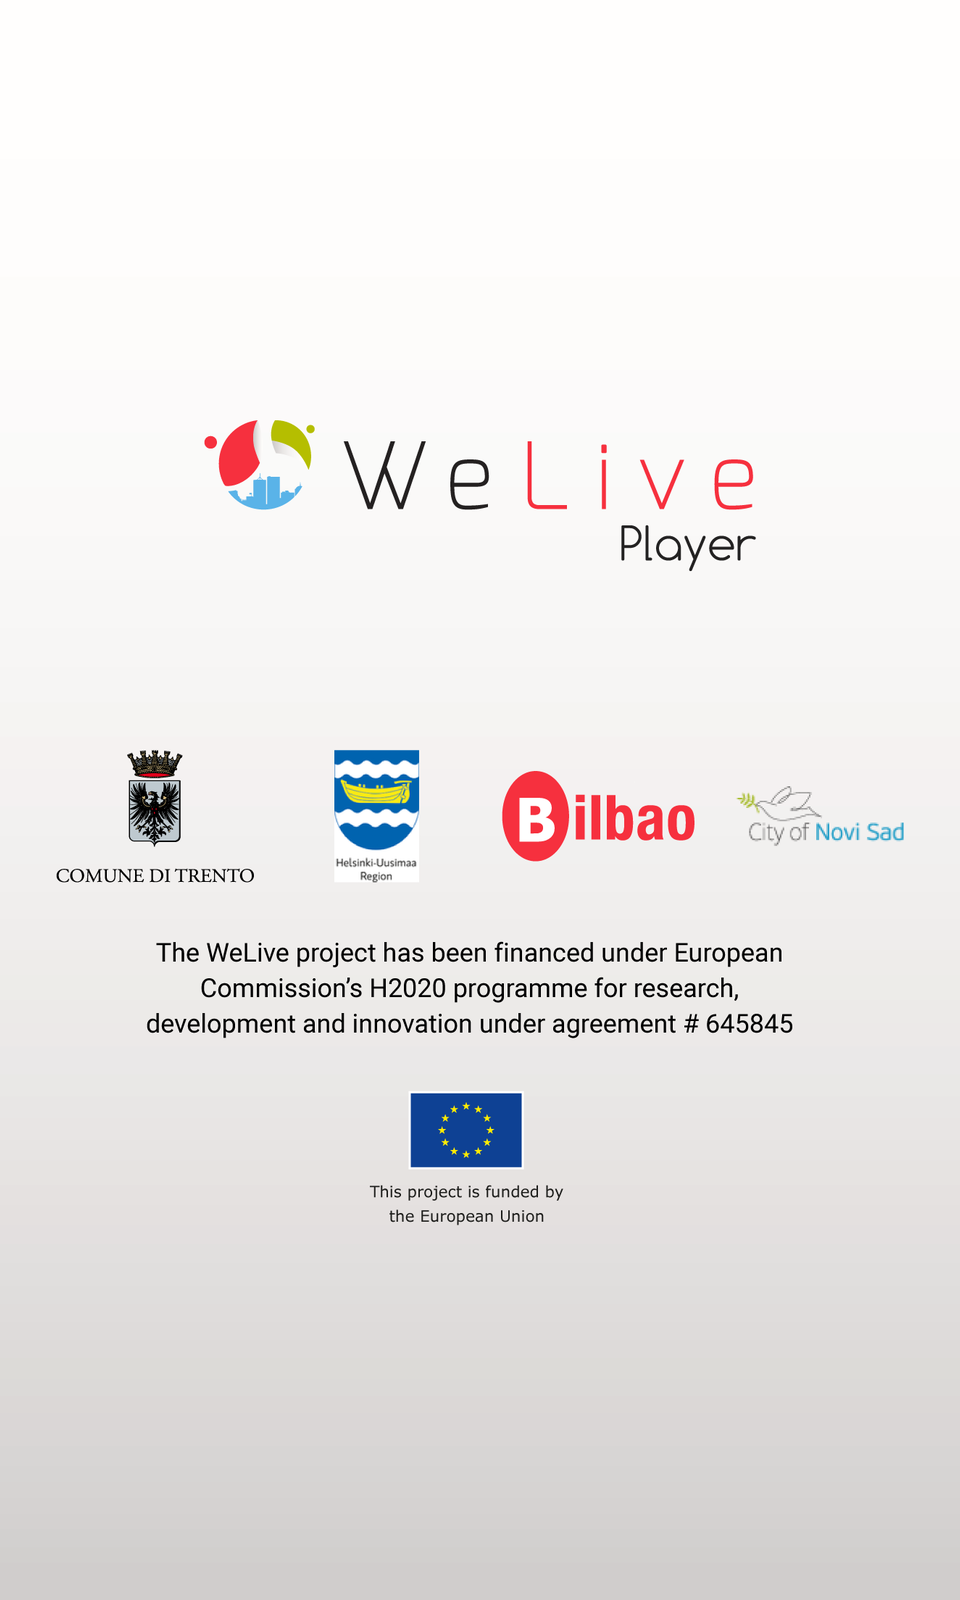 WeLive
Player
COMUNE DI TRENTO
Helsinki-Uusimaa
Region
Bilbao
City of Novi Sad
The WeLive project has been financed under European
Commission’s H2020 programme for research,
development and innovation under agreement # 645845
This project is funded by
the European Union